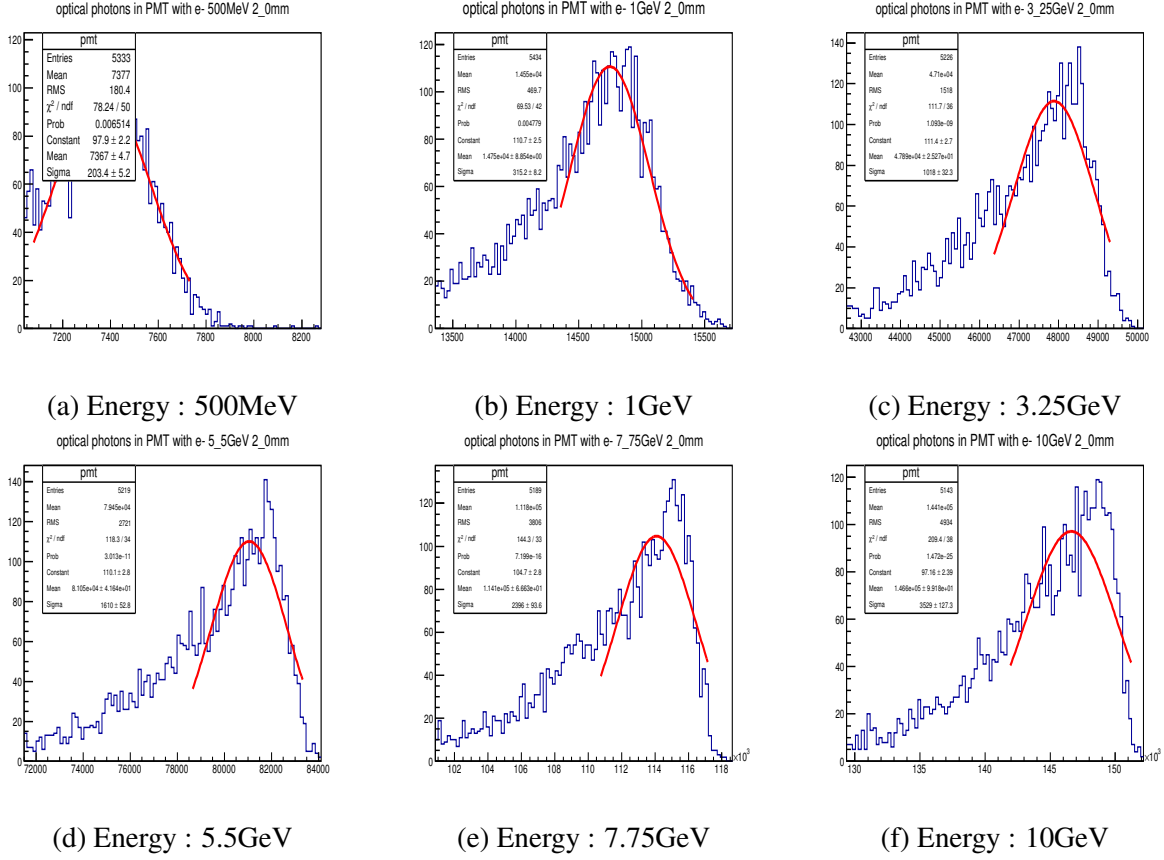 optical photons in PMT with e- 500MeV 2_0mm
pmt
Entries 5333
Mean 7377
RMS 180.4
χ² / ndf 78.24 / 50
Prob 0.006514
Constant 97.9 ± 2.2
Mean 7367 ± 4.7
Sigma 203.4 ± 5.2
120
100
80
60
40
20
0
7200 7400 7600 7800 8000 8200
(a) Energy : 500MeV
optical photons in PMT with e- 1GeV 2_0mm
pmt
Entries 5434
Mean 1.455e+04
RMS 469.7
χ² / ndf 69.53 / 42
Prob 0.004779
Constant 110.7 ± 2.5
Mean 1.475e+04 ± 8.854e+00
Sigma 315.2 ± 8.2
120
100
80
60
40
20
0
13500 14000 14500 15000 15500
(b) Energy : 1GeV
optical photons in PMT with e- 3_25GeV 2_0mm
pmt
Entries 5226
Mean 4.71e+04
RMS 1518
χ² / ndf 111.7 / 36
Prob 1.093e-09
Constant 111.4 ± 2.7
Mean 4.789e+04 ± 2.527e+01
Sigma 1018 ± 32.3
140
120
100
80
60
40
20
0
43000 44000 45000 46000 47000 48000 49000 50000
(c) Energy : 3.25GeV
optical photons in PMT with e- 5_5GeV 2_0mm
pmt
Entries 5219
Mean 7.945e+04
RMS 2721
χ² / ndf 118.3 / 34
Prob 3.013e-11
Constant 110.1 ± 2.8
Mean 8.105e+04 ± 4.164e+01
Sigma 1610 ± 52.8
140
120
100
80
60
40
20
0
72000 74000 76000 78000 80000 82000 84000
(d) Energy : 5.5GeV
optical photons in PMT with e- 7_75GeV 2_0mm
pmt
Entries 5189
Mean 1.118e+05
RMS 3806
χ² / ndf 144.3 / 33
Prob 7.199e-16
Constant 104.7 ± 2.8
Mean 1.141e+05 ± 6.663e+01
Sigma 2396 ± 93.6
120
100
80
60
40
20
0
102 104 106 108 110 112 114 116 118 ×10³
(e) Energy : 7.75GeV
optical photons in PMT with e- 10GeV 2_0mm
pmt
Entries 5143
Mean 1.441e+05
RMS 4934
χ² / ndf 209.4 / 38
Prob 1.472e-25
Constant 97.16 ± 2.39
Mean 1.466e+05 ± 9.918e+01
Sigma 3529 ± 127.3
120
100
80
60
40
20
0
130 135 140 145 150 ×10³
(f) Energy : 10GeV